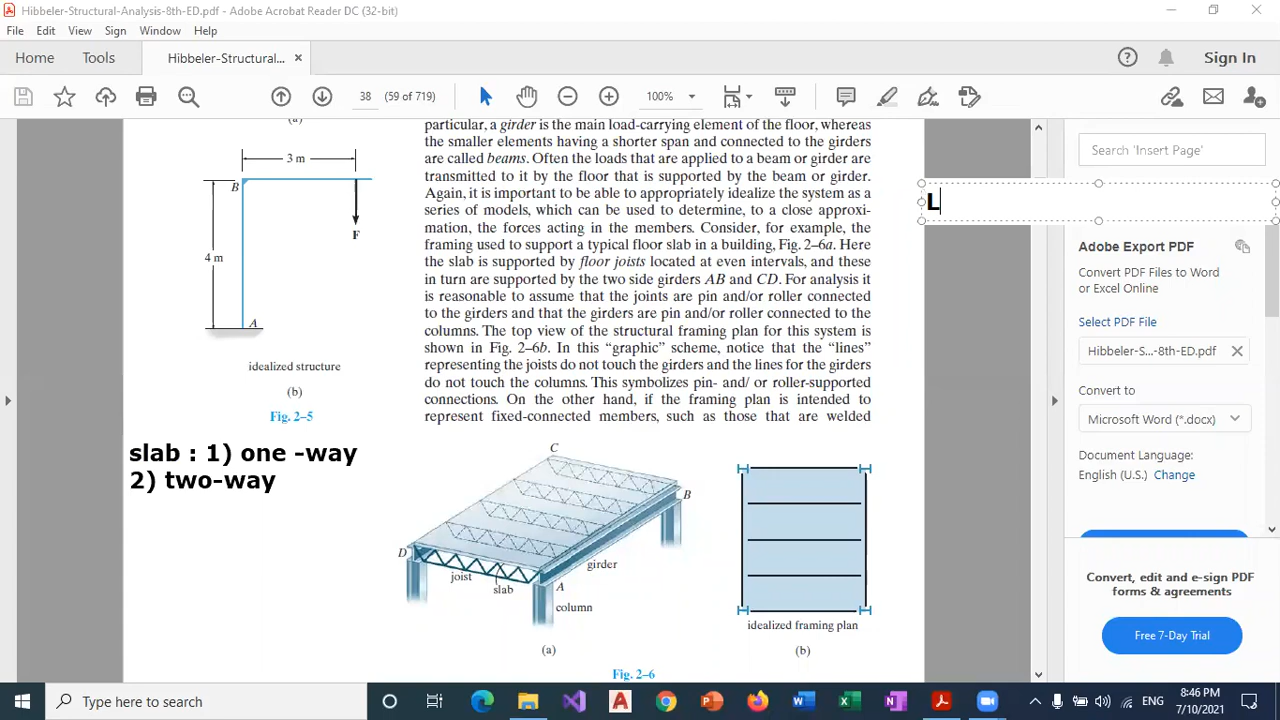 Hibbeler-Structural-Analysis-8th-ED.pdf - Adobe Acrobat Reader DC (32-bit)
File Edit View Sign Window Help
Home Tools Hibbeler-Structural... × Sign In
38 (59 of 719) 100%
(a)
3 m
B
F
4 m
A
idealized structure
(b)
Fig. 2–5
particular, a girder is the main load-carrying element of the floor, whereas
the smaller elements having a shorter span and connected to the girders
are called beams. Often the loads that are applied to a beam or girder are
transmitted to it by the floor that is supported by the beam or girder.
Again, it is important to be able to appropriately idealize the system as a
series of models, which can be used to determine, to a close approxi-
mation, the forces acting in the members. Consider, for example, the
framing used to support a typical floor slab in a building, Fig. 2–6a. Here
the slab is supported by floor joists located at even intervals, and these
in turn are supported by the two side girders AB and CD. For analysis it
is reasonable to assume that the joints are pin and/or roller connected
to the girders and that the girders are pin and/or roller connected to the
columns. The top view of the structural framing plan for this system is
shown in Fig. 2–6b. In this “graphic” scheme, notice that the “lines”
representing the joists do not touch the girders and the lines for the girders
do not touch the columns. This symbolizes pin- and/ or roller-supported
connections. On the other hand, if the framing plan is intended to
represent fixed-connected members, such as those that are welded
slab : 1) one -way
2) two-way
C
B
D
girder
joist
slab
A
column
(a)
idealized framing plan
(b)
Fig. 2–6
Search 'Insert Page'
L
Adobe Export PDF
Convert PDF Files to Word
or Excel Online
Select PDF File
Hibbeler-S...-8th-ED.pdf
Convert to
Microsoft Word (*.docx)
Document Language:
English (U.S.) Change
Convert, edit and e-sign PDF
forms & agreements
Free 7-Day Trial
Type here to search
ENG
8:46 PM
7/10/2021